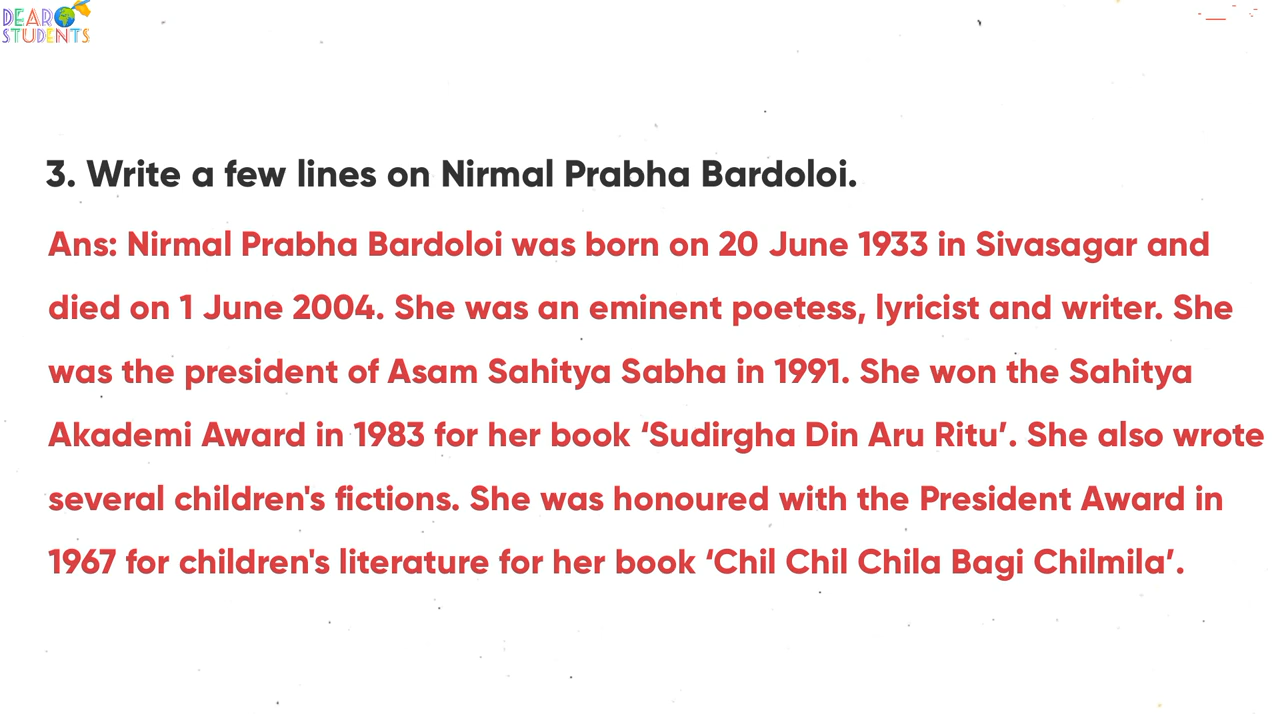 DEAR
STUDENTS
3. Write a few lines on Nirmal Prabha Bardoloi.
Ans: Nirmal Prabha Bardoloi was born on 20 June 1933 in Sivasagar and
died on 1 June 2004. She was an eminent poetess, lyricist and writer. She
was the president of Asam Sahitya Sabha in 1991. She won the Sahitya
Akademi Award in 1983 for her book ‘Sudirgha Din Aru Ritu’. She also wrote
several children's fictions. She was honoured with the President Award in
1967 for children's literature for her book ‘Chil Chil Chila Bagi Chilmila’.